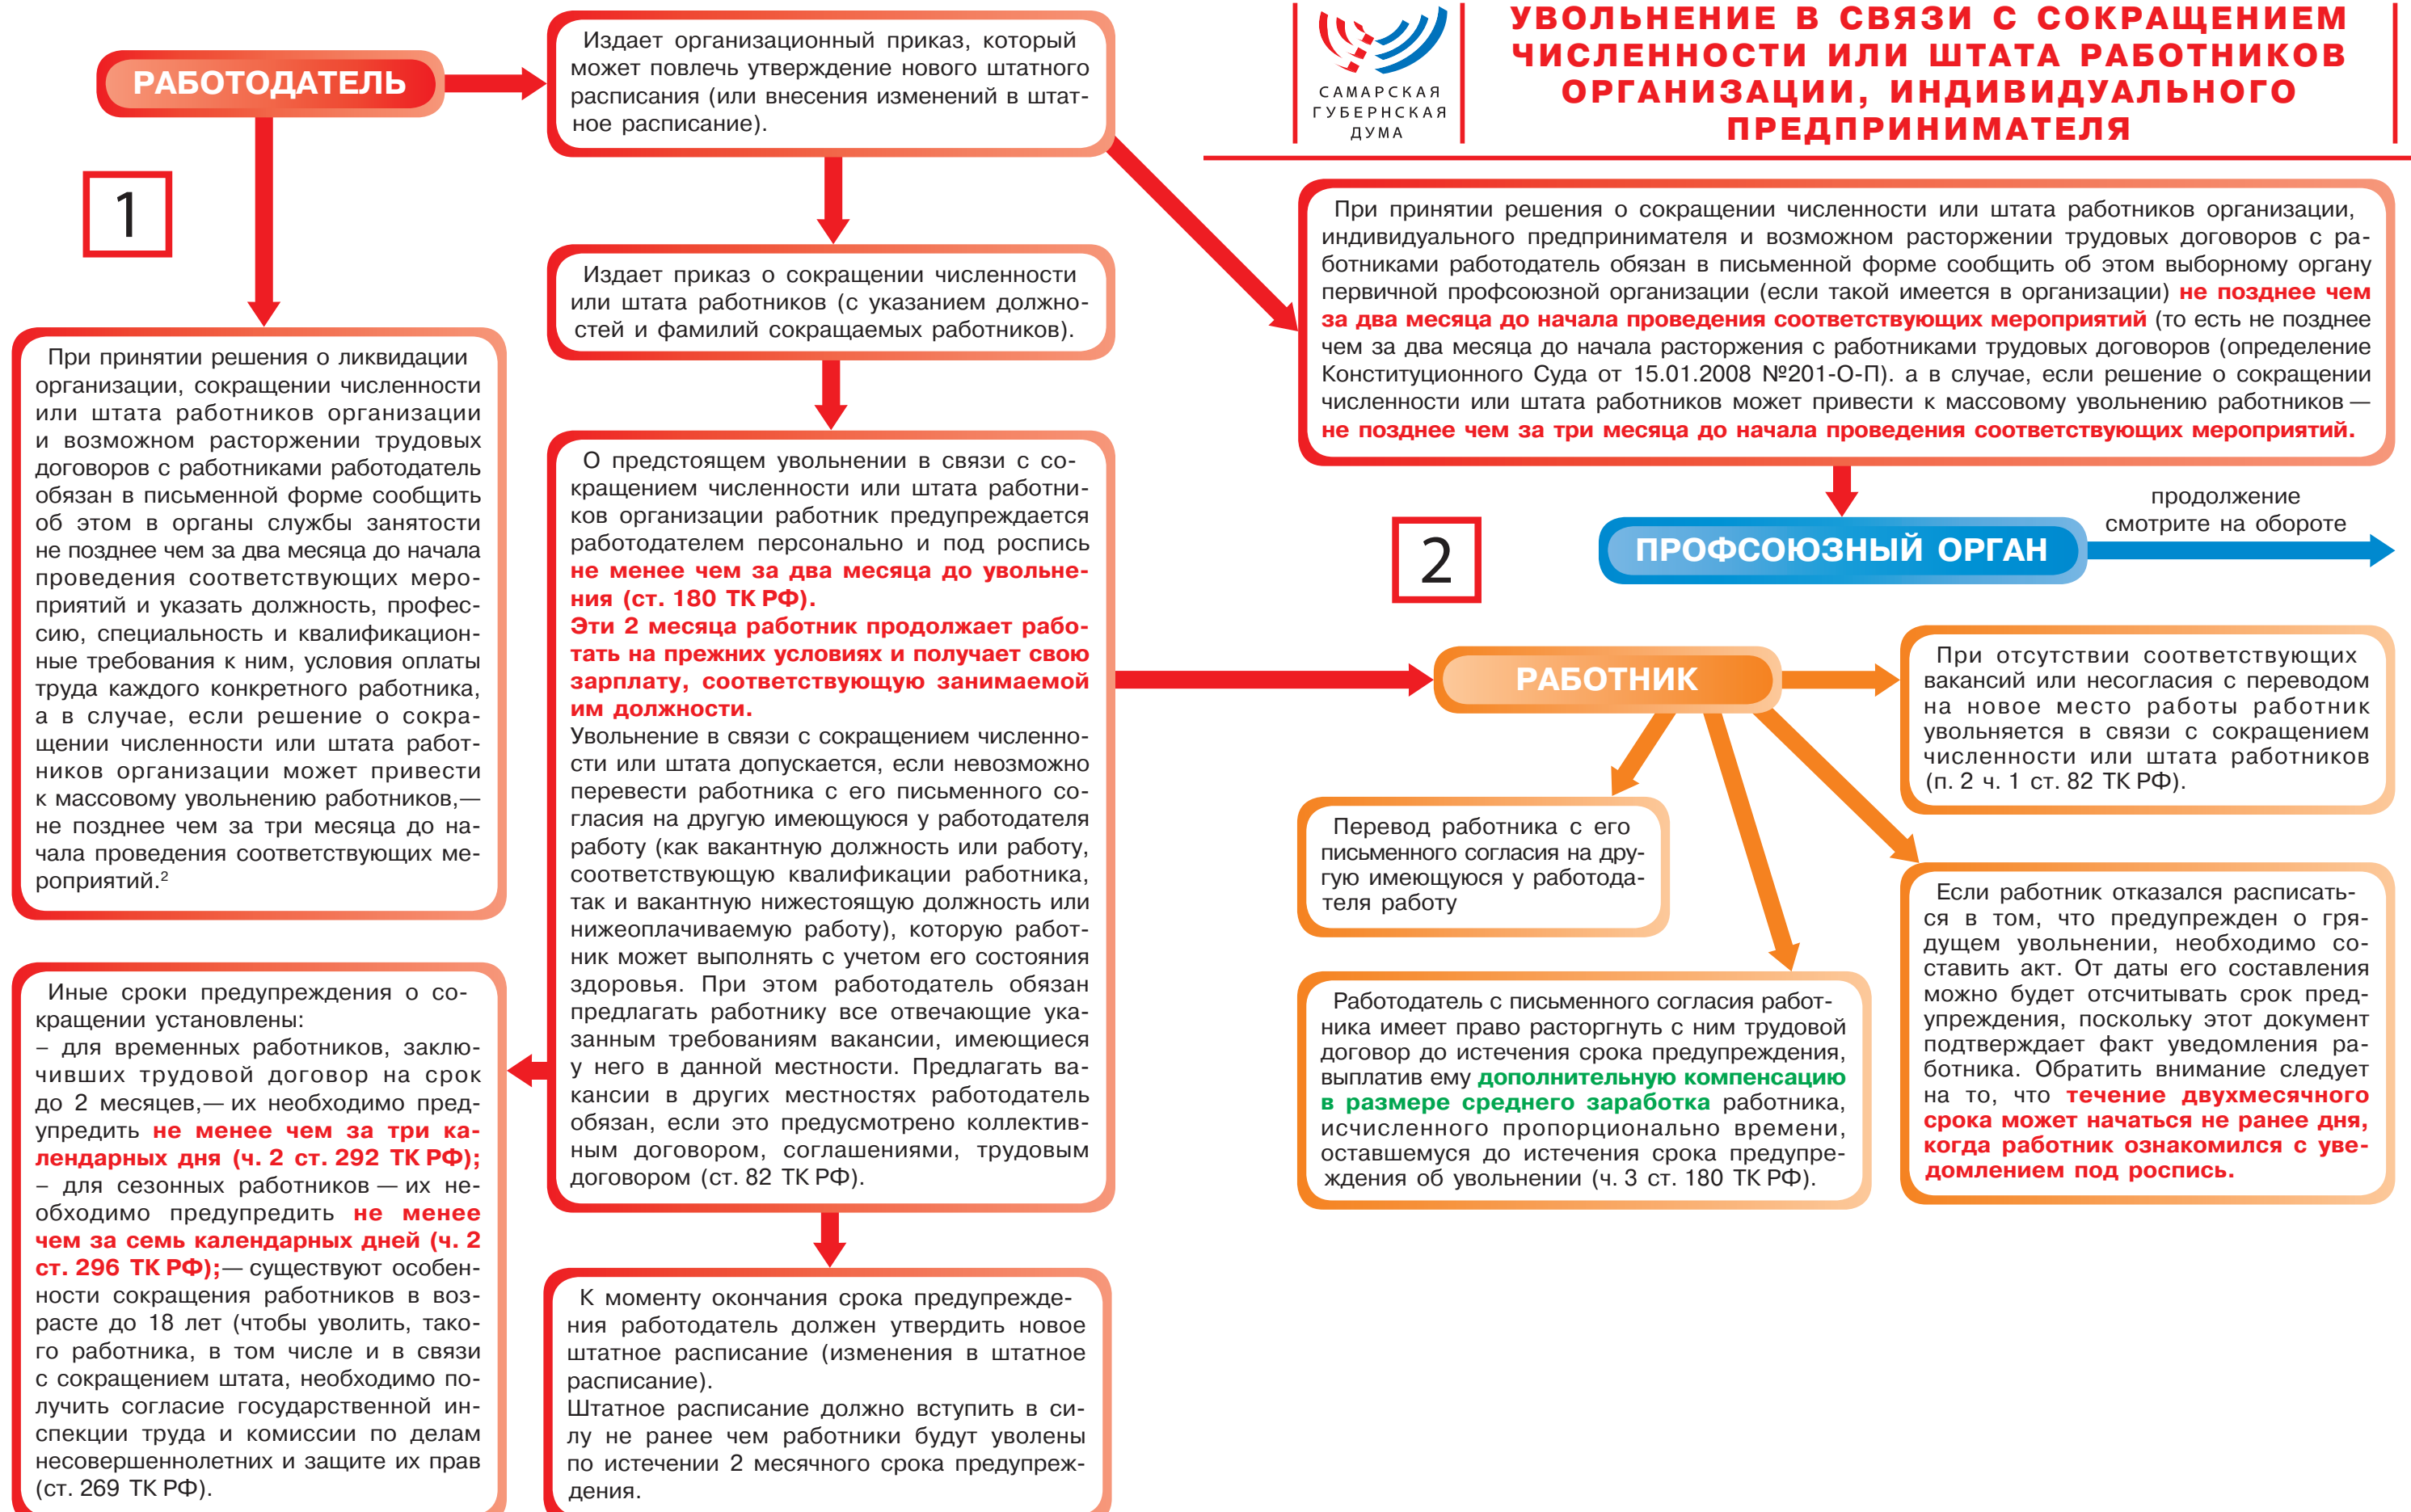 РАБОТОДАТЕЛЬ
1
Издает организационный приказ, который
может повлечь утверждение нового штатного
расписания (или внесения изменений в штат-
ное расписание).
САМАРСКАЯ
ГУБЕРНСКАЯ
ДУМА
УВОЛЬНЕНИЕ В СВЯЗИ С СОКРАЩЕНИЕМ
ЧИСЛЕННОСТИ ИЛИ ШТАТА РАБОТНИКОВ
ОРГАНИЗАЦИИ, ИНДИВИДУАЛЬНОГО
ПРЕДПРИНИМАТЕЛЯ
При принятии решения о ликвидации
организации, сокращении численности
или штата работников организации
и возможном расторжении трудовых
договоров с работниками работодатель
обязан в письменной форме сообщить
об этом в органы службы занятости
не позднее чем за два месяца до начала
проведения соответствующих меро-
приятий и указать должность, профес-
сию, специальность и квалификацион-
ные требования к ним, условия оплаты
труда каждого конкретного работника,
а в случае, если решение о сокра-
щении численности или штата работ-
ников организации может привести
к массовому увольнению работников,—
не позднее чем за три месяца до на-
чала проведения соответствующих ме-
роприятий.²
Иные сроки предупреждения о со-
кращении установлены:
– для временных работников, заклю-
чивших трудовой договор на срок
до 2 месяцев,— их необходимо пред-
упредить не менее чем за три ка-
лендарных дня (ч. 2 ст. 292 ТК РФ);
– для сезонных работников — их не-
обходимо предупредить не менее
чем за семь календарных дней (ч. 2
ст. 296 ТК РФ);— существуют особен-
ности сокращения работников в воз-
расте до 18 лет (чтобы уволить, тако-
го работника, в том числе и в связи
с сокращением штата, необходимо по-
лучить согласие государственной ин-
спекции труда и комиссии по делам
несовершеннолетних и защите их прав
(ст. 269 ТК РФ).
Издает приказ о сокращении численности
или штата работников (с указанием должно-
стей и фамилий сокращаемых работников).
О предстоящем увольнении в связи с со-
кращением численности или штата работни-
ков организации работник предупреждается
работодателем персонально и под роспись
не менее чем за два месяца до увольне-
ния (ст. 180 ТК РФ).
Эти 2 месяца работник продолжает рабо-
тать на прежних условиях и получает свою
зарплату, соответствующую занимаемой
им должности.
Увольнение в связи с сокращением численно-
сти или штата допускается, если невозможно
перевести работника с его письменного со-
гласия на другую имеющуюся у работодателя
работу (как вакантную должность или работу,
соответствующую квалификации работника,
так и вакантную нижестоящую должность или
нижеоплачиваемую работу), которую работ-
ник может выполнять с учетом его состояния
здоровья. При этом работодатель обязан
предлагать работнику все отвечающие ука-
занным требованиям вакансии, имеющиеся
у него в данной местности. Предлагать ва-
кансии в других местностях работодатель
обязан, если это предусмотрено коллектив-
ным договором, соглашениями, трудовым
договором (ст. 82 ТК РФ).
К моменту окончания срока предупрежде-
ния работодатель должен утвердить новое
штатное расписание (изменения в штатное
расписание).
Штатное расписание должно вступить в си-
лу не ранее чем работники будут уволены
по истечении 2 месячного срока предупреж-
дения.
При принятии решения о сокращении численности или штата работников организации,
индивидуального предпринимателя и возможном расторжении трудовых договоров с ра-
ботниками работодатель обязан в письменной форме сообщить об этом выборному органу
первичной профсоюзной организации (если такой имеется в организации) не позднее чем
за два месяца до начала проведения соответствующих мероприятий (то есть не позднее
чем за два месяца до начала расторжения с работниками трудовых договоров (определение
Конституционного Суда от 15.01.2008 №201-О-П). а в случае, если решение о сокращении
численности или штата работников может привести к массовому увольнению работников —
не позднее чем за три месяца до начала проведения соответствующих мероприятий.
2
ПРОФСОЮЗНЫЙ ОРГАН
продолжение
смотрите на обороте
РАБОТНИК
При отсутствии соответствующих
вакансий или несогласия с переводом
на новое место работы работник
увольняется в связи с сокращением
численности или штата работников
(п. 2 ч. 1 ст. 82 ТК РФ).
Перевод работника с его
письменного согласия на дру-
гую имеющуюся у работода-
теля работу
Работодатель с письменного согласия работ-
ника имеет право расторгнуть с ним трудовой
договор до истечения срока предупреждения,
выплатив ему дополнительную компенсацию
в размере среднего заработка работника,
исчисленного пропорционально времени,
оставшемуся до истечения срока предупре-
ждения об увольнении (ч. 3 ст. 180 ТК РФ).
Если работник отказался расписать-
ся в том, что предупрежден о гря-
дущем увольнении, необходимо со-
ставить акт. От даты его составления
можно будет отсчитывать срок пред-
упреждения, поскольку этот документ
подтверждает факт уведомления ра-
ботника. Обратить внимание следует
на то, что течение двухмесячного
срока может начаться не ранее дня,
когда работник ознакомился с уве-
домлением под роспись.